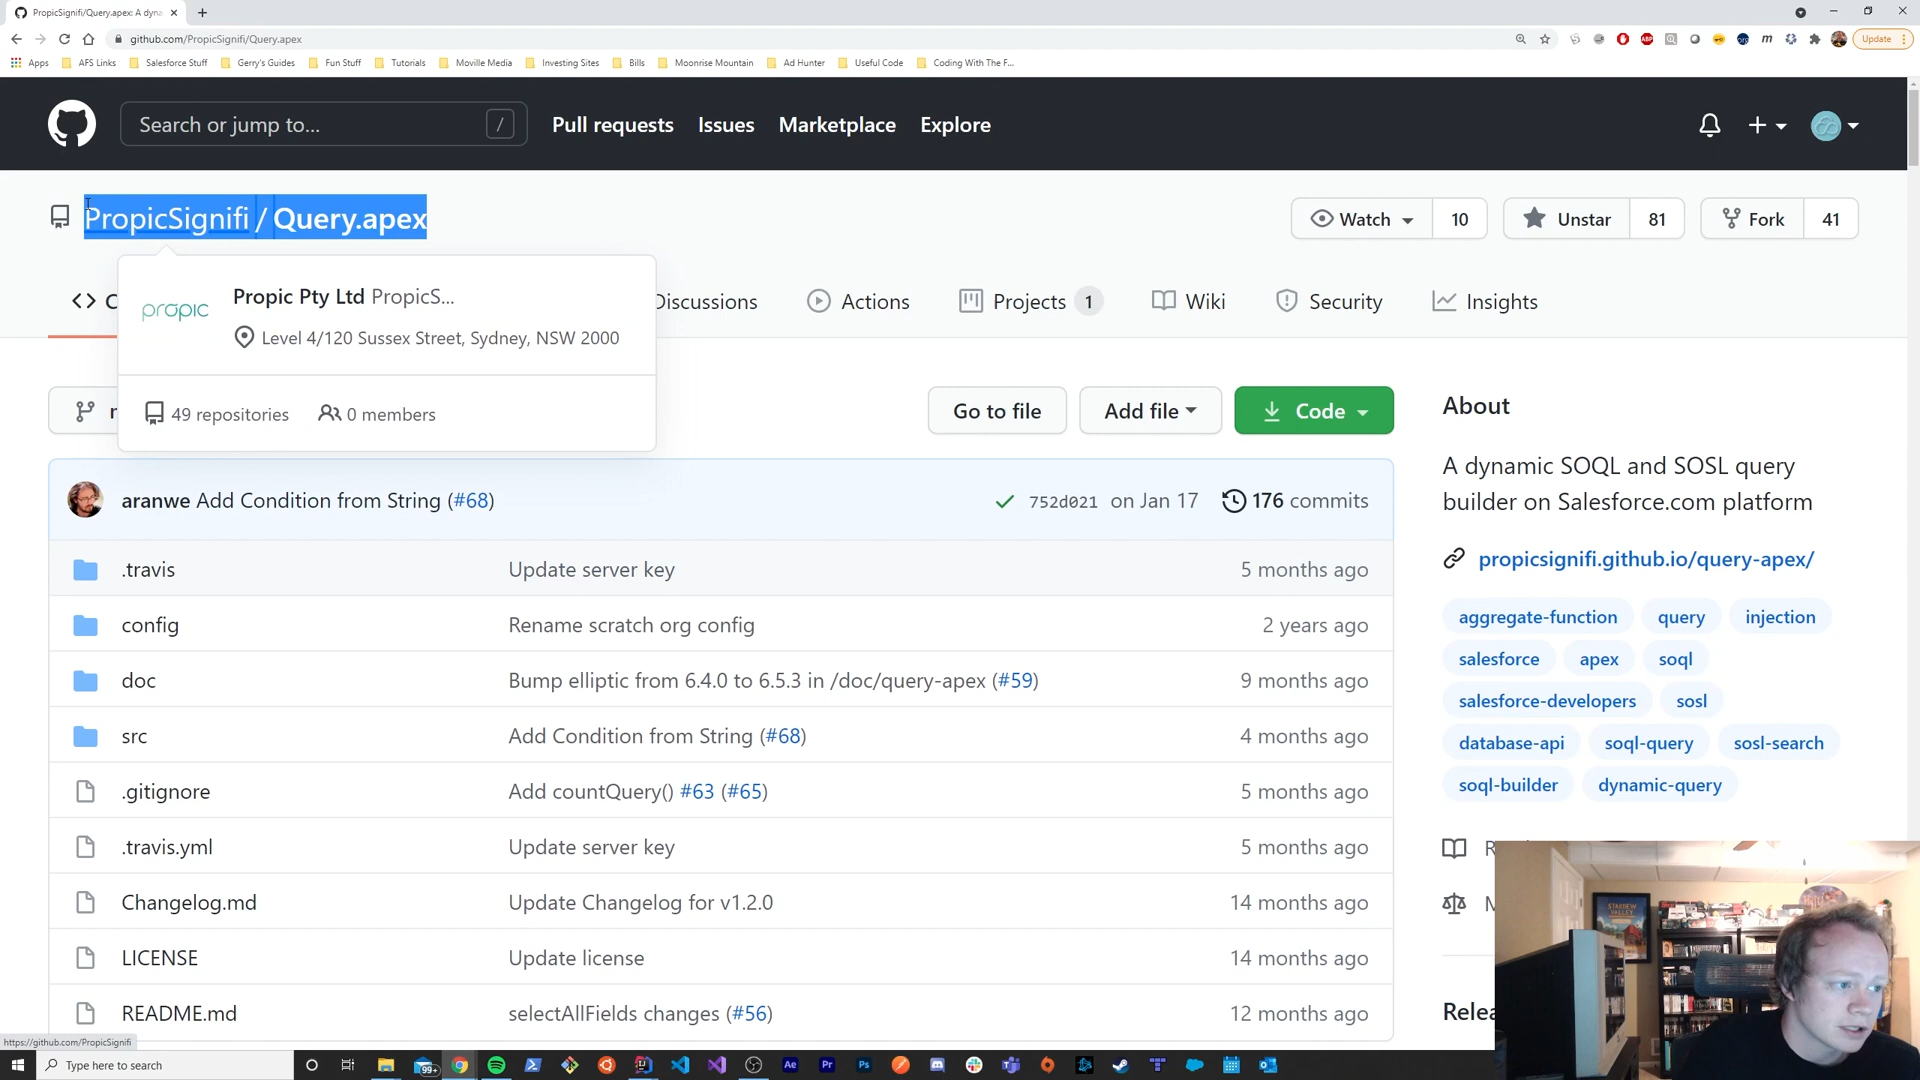 PropicSignifi/Query.apex: A dyna
github.com/PropicSignifi/Query.apex
Update
Apps AFS Links Salesforce Stuff Gerry's Guides Fun Stuff Tutorials Moville Media Investing Sites Bills Moonrise Mountain Ad Hunter Useful Code Coding With The F...
Search or jump to... /
Pull requests Issues Marketplace Explore
PropicSignifi / Query.apex
Watch 10 Unstar 81 Fork 41
C Discussions Actions Projects 1 Wiki Security Insights
propic
Propic Pty Ltd PropicS...
Level 4/120 Sussex Street, Sydney, NSW 2000
49 repositories 0 members
Go to file Add file Code
About
A dynamic SOQL and SOSL query
builder on Salesforce.com platform
propicsignifi.github.io/query-apex/
aggregate-function query injection
salesforce apex soql
salesforce-developers sosl
database-api soql-query sosl-search
soql-builder dynamic-query
aranwe Add Condition from String (#68) 752d021 on Jan 17 176 commits
.travis Update server key 5 months ago
config Rename scratch org config 2 years ago
doc Bump elliptic from 6.4.0 to 6.5.3 in /doc/query-apex (#59) 9 months ago
src Add Condition from String (#68) 4 months ago
.gitignore Add countQuery() #63 (#65) 5 months ago
.travis.yml Update server key 5 months ago
Changelog.md Update Changelog for v1.2.0 14 months ago
LICENSE Update license 14 months ago
README.md selectAllFields changes (#56) 12 months ago
Relea
STARDEW VALLEY
https://github.com/PropicSignifi
Type here to search
99+
Ae Pr Ps